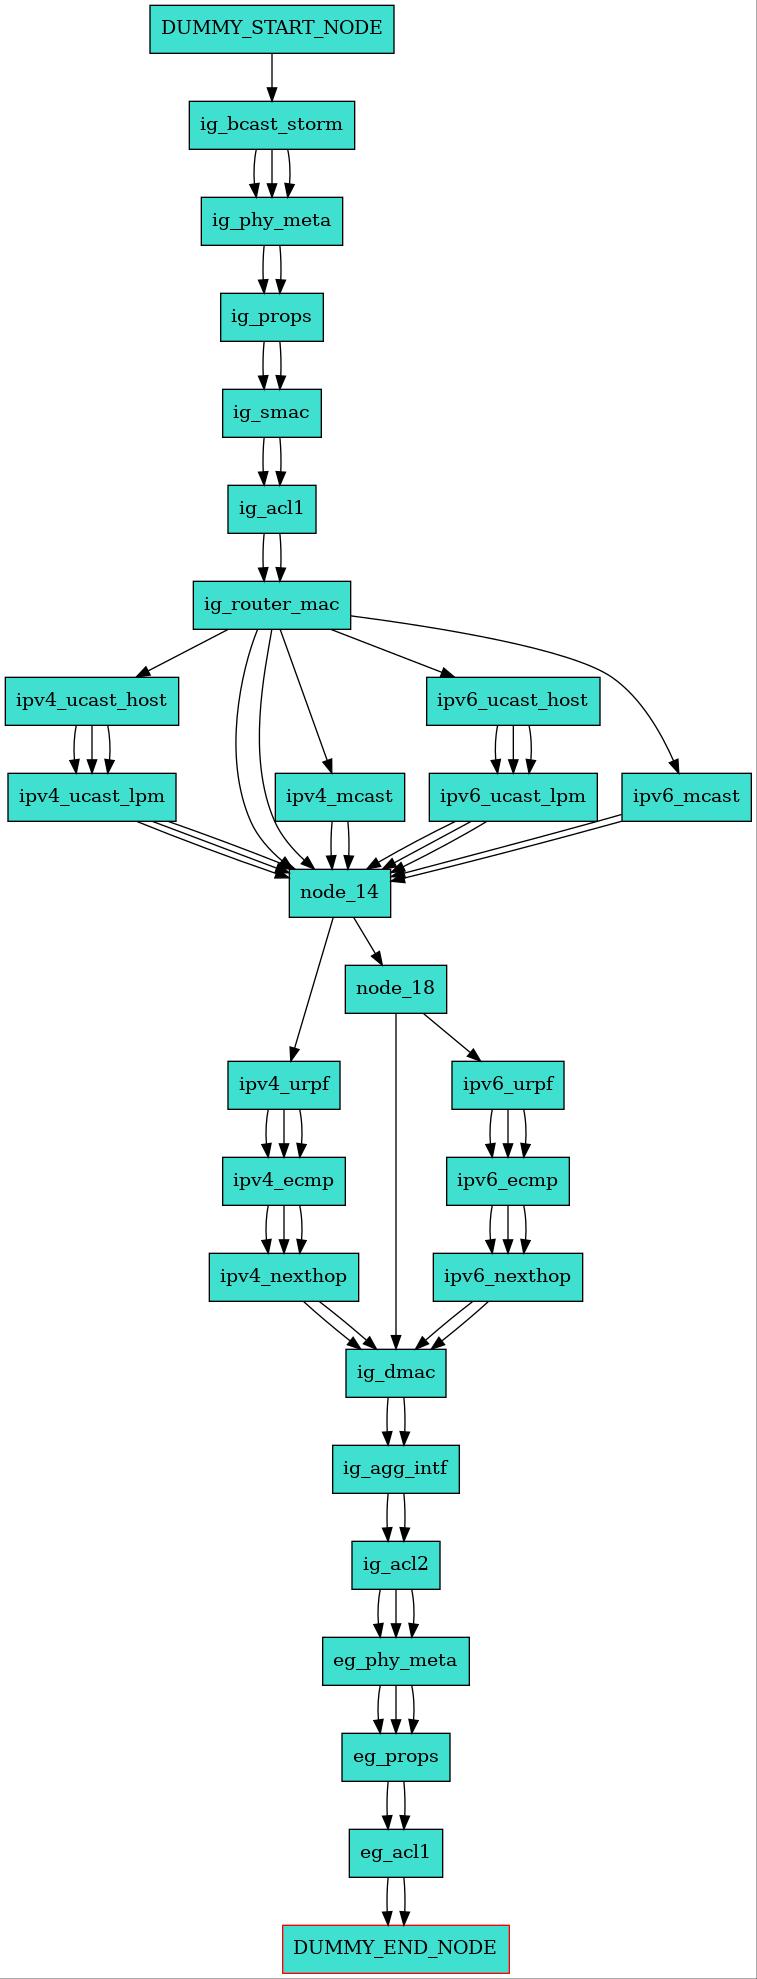 DUMMY_START_NODE
ig_bcast_storm
ig_phy_meta
ig_props
ig_smac
ig_acl1
ig_router_mac
ipv4_ucast_host
ipv6_ucast_host
ipv4_ucast_lpm
ipv4_mcast
ipv6_ucast_lpm
ipv6_mcast
node_14
node_18
ipv4_urpf
ipv6_urpf
ipv4_ecmp
ipv6_ecmp
ipv4_nexthop
ipv6_nexthop
ig_dmac
ig_agg_intf
ig_acl2
eg_phy_meta
eg_props
eg_acl1
DUMMY_END_NODE